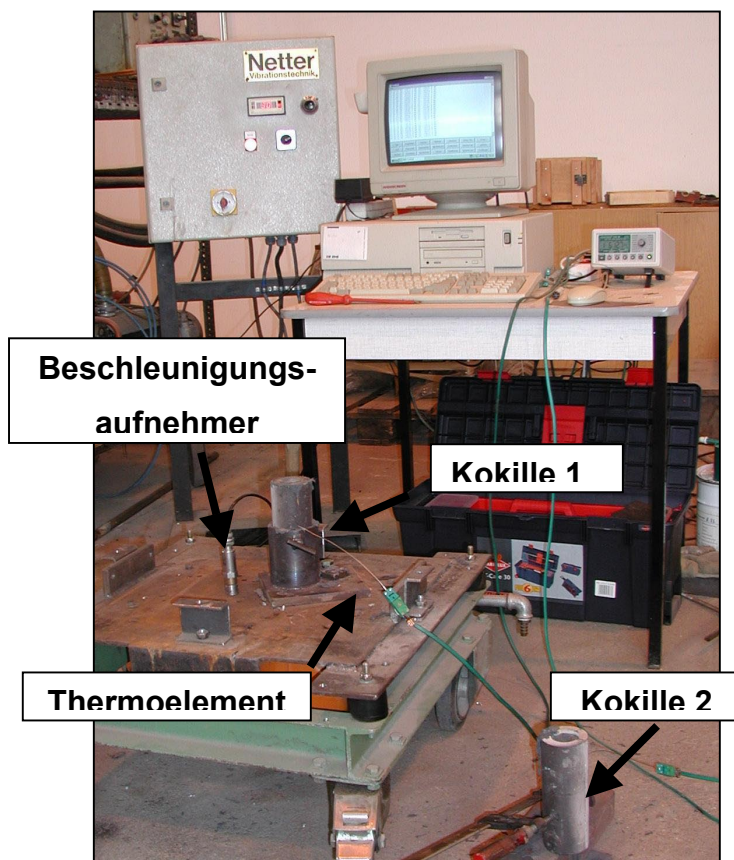 Netter
Vibrationstechnik
Beschleunigungs-
aufnehmer
Kokille 1
Thermoelement
Kokille 2